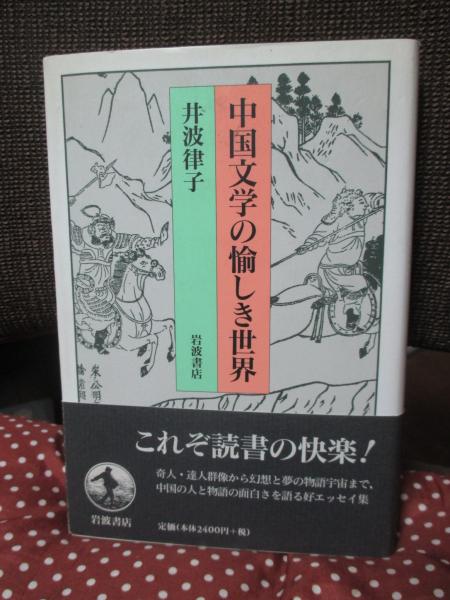 中国文学の愉しき世界
井波律子
岩波書店
これぞ読書の快楽!
奇人・達人群像から幻想と夢の物語宇宙まで、
中国の人と物語の面白さを語る好エッセイ集
岩波書店
定価(本体2400円+税)